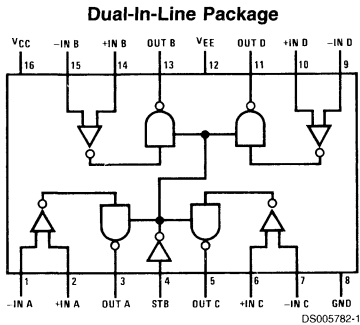 Dual-In-Line Package
VCC -IN B +IN B OUT B VEE OUT D +IN D -IN D
16 15 14 13 12 11 10 9
1 2 3 4 5 6 7 8
-IN A +IN A OUT A STB OUT C +IN C -IN C GND
DS005782-1